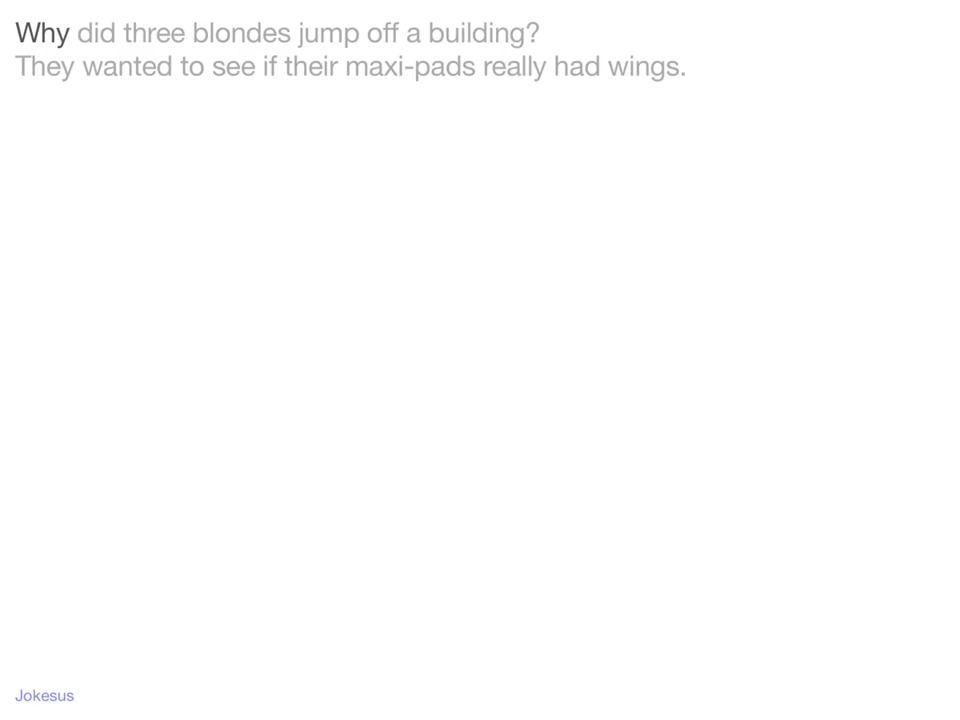 Why did three blondes jump off a building?
They wanted to see if their maxi-pads really had wings.
Jokesus